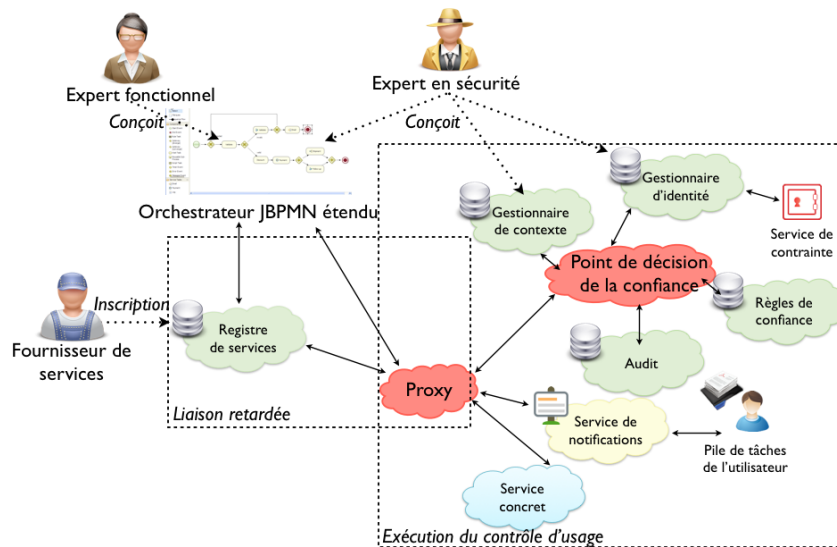 Expert fonctionnel
Expert en sécurité
Conçoit
Conçoit
Orchestrateur JBPMN étendu
Gestionnaire
d'identité
Gestionnaire
de contexte
Service de
contrainte
Point de décision
de la confiance
Inscription
Registre
de services
Règles de
confiance
Fournisseur de
services
Audit
Proxy
Liaison retardée
Service de
notifications
Pile de tâches
de l'utilisateur
Service
concret
Exécution du contrôle d'usage